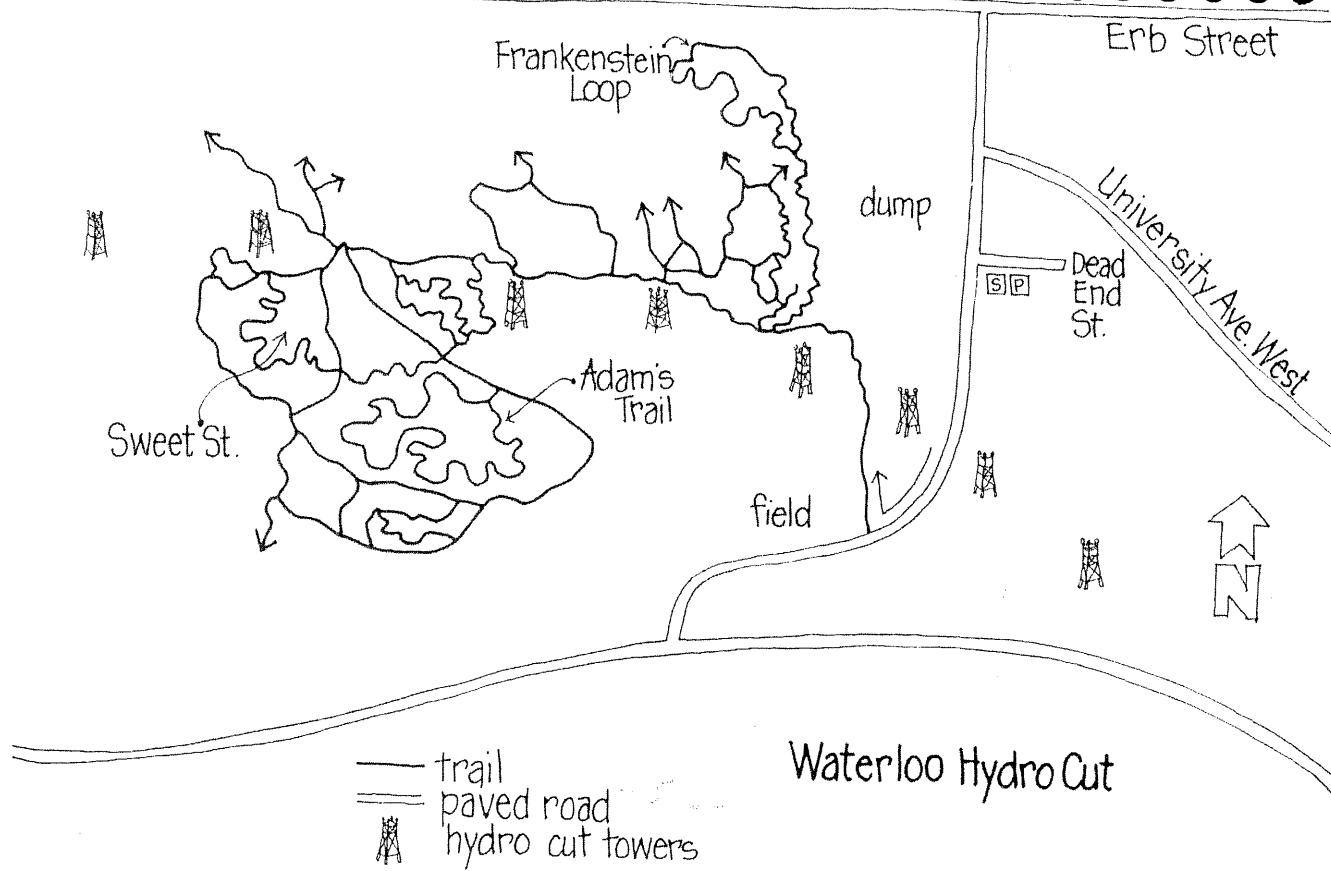 Erb Street
Frankenstein
Loop
dump
University Ave. West
Dead
End
St.
S P
Adam's
Trail
Sweet St.
field
N
Waterloo Hydro Cut
trail
paved road
hydro cut towers